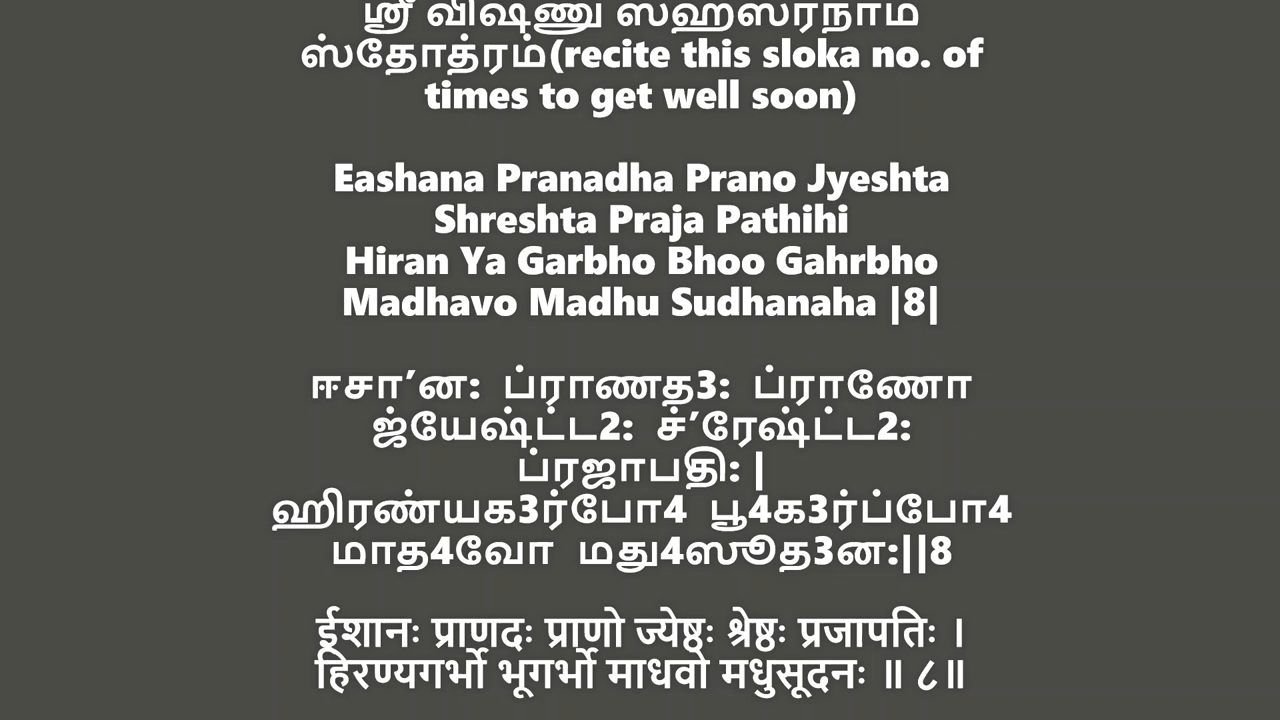 ஸ்ரீ விஷ்ணு ஸஹஸ்ரநாம
ஸ்தோத்ரம்(recite this sloka no. of
times to get well soon)
Eashana Pranadha Prano Jyeshta
Shreshta Praja Pathihi
Hiran Ya Garbho Bhoo Gahrbho
Madhavo Madhu Sudhanaha |8|
ஈசா’ன: ப்ராணத3: ப்ராணோ
ஜ்யேஷ்ட்ட2: ச்’ரேஷ்ட்ட2:
ப்ரஜாபதி: |
ஹிரண்யக3ர்போ4 பூ4க3ர்ப்போ4
மாத4வோ மது4ஸூத3ன:||8
ईशानः प्राणदः प्राणो ज्येष्ठः श्रेष्ठः प्रजापतिः ।
हिरण्यगर्भो भूगर्भो माधवो मधुसूदनः ॥ ८॥